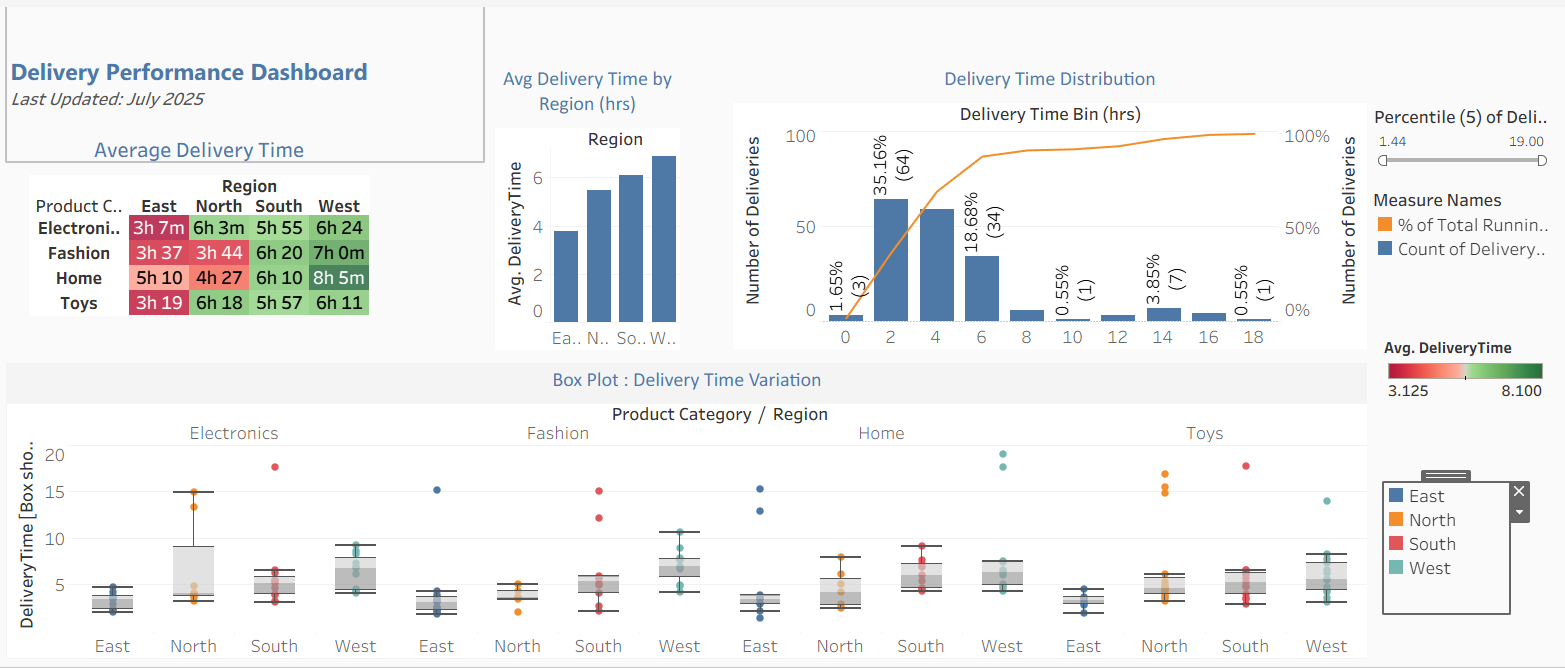 Delivery Performance Dashboard
Last Updated: July 2025
Average Delivery Time
Region
Product C.. East North South West
Electroni.. 3h 7m 6h 3m 5h 55 6h 24
Fashion 3h 37 3h 44 6h 20 7h 0m
Home 5h 10 4h 27 6h 10 8h 5m
Toys 3h 19 6h 18 5h 57 6h 11
Avg Delivery Time by
Region (hrs)
Region
Avg. DeliveryTime
6
4
2
0
Ea.. N.. So.. W..
Delivery Time Distribution
Delivery Time Bin (hrs)
Number of Deliveries
100
50
0
1.65%
(3)
35.16%
(64)
18.68%
(34)
0.55%
(1)
3.85%
(7)
0.55%
(1)
100%
50%
0%
Number of Deliveries
0 2 4 6 8 10 12 14 16 18
Percentile (5) of Deli..
1.44 19.00
Measure Names
% of Total Runnin..
Count of Delivery..
Avg. DeliveryTime
3.125 8.100
Box Plot : Delivery Time Variation
Product Category / Region
Electronics Fashion Home Toys
DeliveryTime [Box sho..
20
15
10
5
East North South West East North South West East North South West East North South West
East
North
South
West